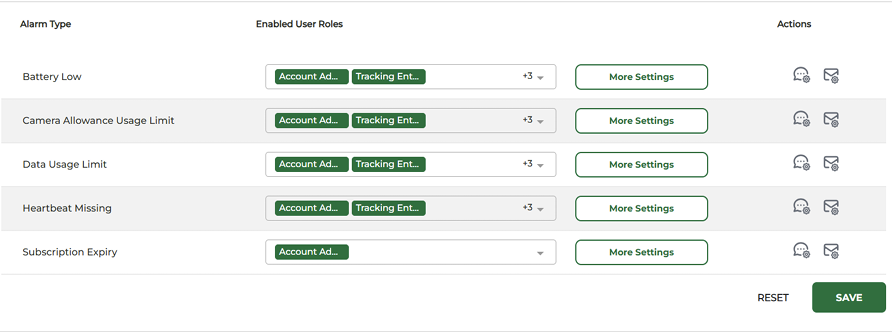 Alarm Type Enabled User Roles Actions
Battery Low Account Ad... Tracking Ent... +3 More Settings
Camera Allowance Usage Limit Account Ad... Tracking Ent... +3 More Settings
Data Usage Limit Account Ad... Tracking Ent... +3 More Settings
Heartbeat Missing Account Ad... Tracking Ent... +3 More Settings
Subscription Expiry Account Ad... More Settings
RESET SAVE